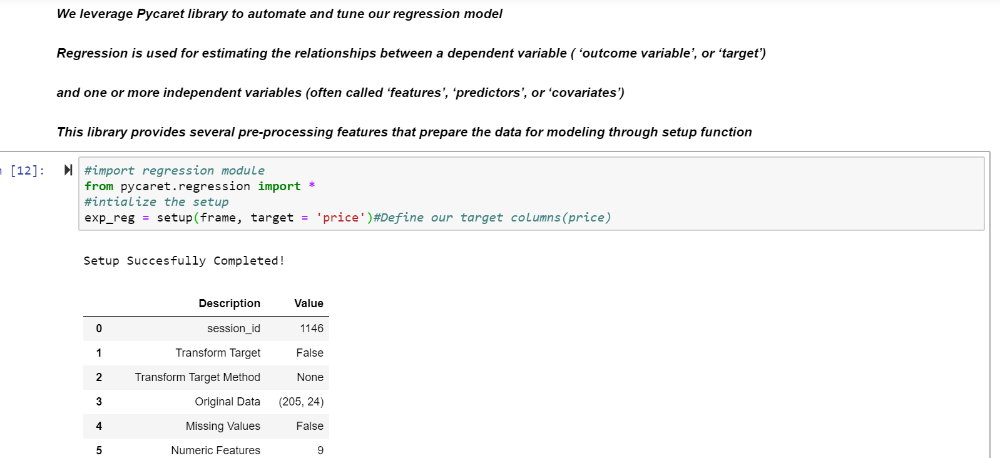 We leverage Pycaret library to automate and tune our regression model
Regression is used for estimating the relationships between a dependent variable ( ‘outcome variable’, or ‘target’)
and one or more independent variables (often called ‘features’, ‘predictors’, or ‘covariates’)
This library provides several pre-processing features that prepare the data for modeling through setup function
[12]:
#import regression module
from pycaret.regression import *
#intialize the setup
exp_reg = setup(frame, target = 'price')#Define our target columns(price)
Setup Succesfully Completed!
Description Value
0 session_id 1146
1 Transform Target False
2 Transform Target Method None
3 Original Data (205, 24)
4 Missing Values False
5 Numeric Features 9